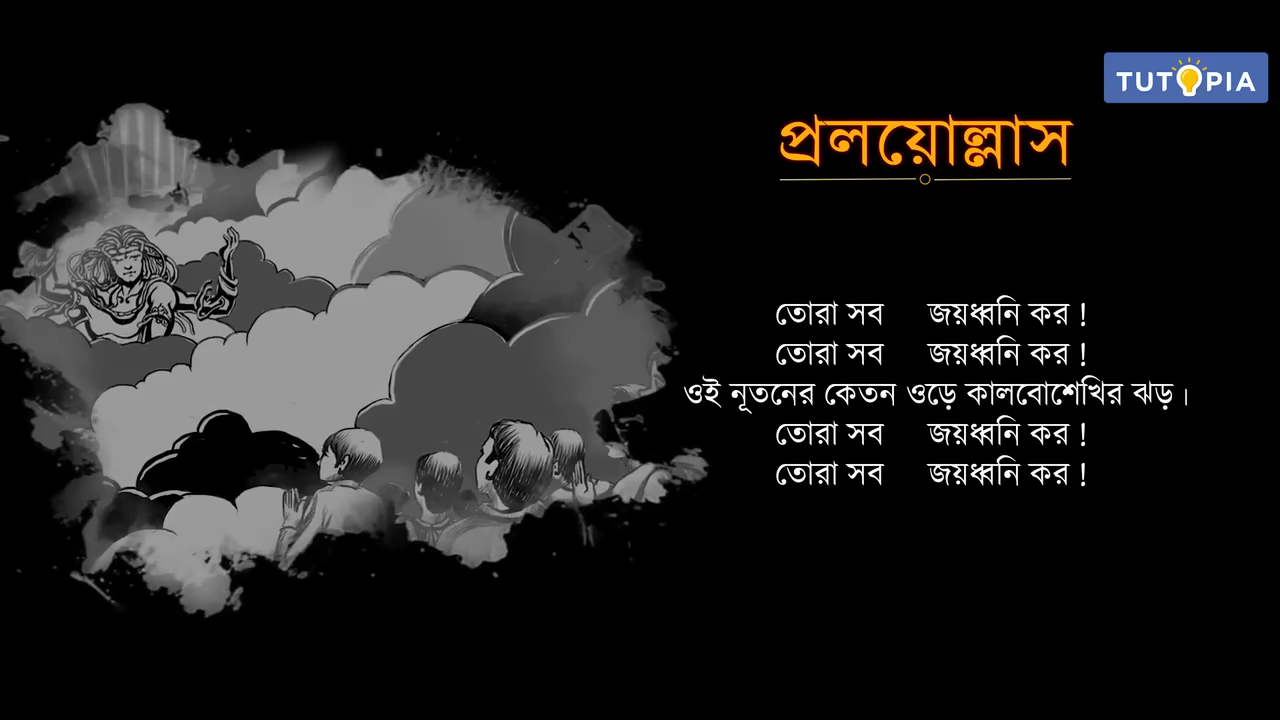 TUTOPIA
প্রলয়োল্লাস
তোরা সব জয়ধ্বনি কর !
তোরা সব জয়ধ্বনি কর !
ওই নূতনের কেতন ওড়ে কালবোশেখির ঝড়।
তোরা সব জয়ধ্বনি কর !
তোরা সব জয়ধ্বনি কর !